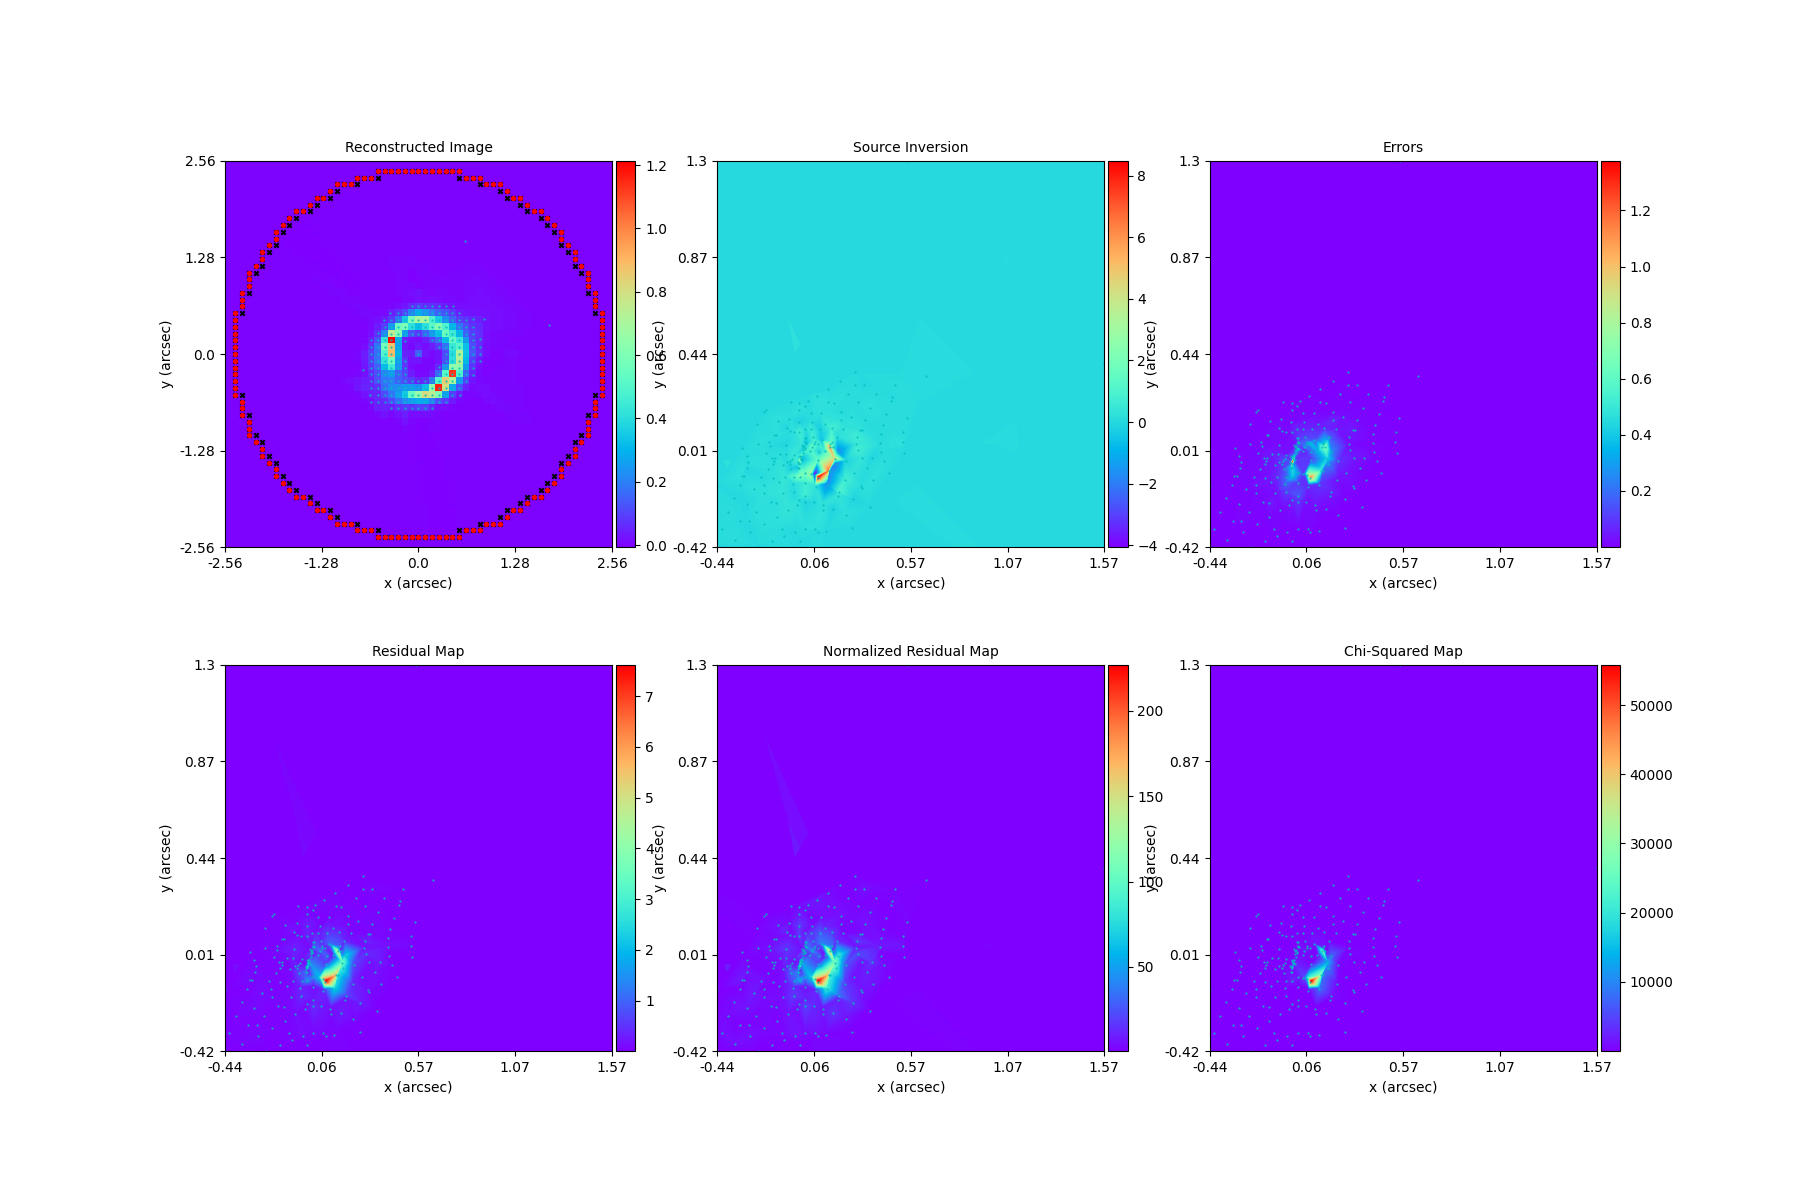 Reconstructed Image
2.56
1.28
0.0
-1.28
-2.56
y (arcsec)
-2.56 -1.28 0.0 1.28 2.56
x (arcsec)
1.2
1.0
0.8
0.6
0.4
0.2
0.0
Source Inversion
1.3
0.87
0.44
0.01
-0.42
y (arcsec)
-0.44 0.06 0.57 1.07 1.57
x (arcsec)
8
6
4
2
0
−2
−4
Errors
1.3
0.87
0.44
0.01
-0.42
y (arcsec)
-0.44 0.06 0.57 1.07 1.57
x (arcsec)
1.2
1.0
0.8
0.6
0.4
0.2
Residual Map
1.3
0.87
0.44
0.01
-0.42
y (arcsec)
-0.44 0.06 0.57 1.07 1.57
x (arcsec)
7
6
5
4
3
2
1
Normalized Residual Map
1.3
0.87
0.44
0.01
-0.42
y (arcsec)
-0.44 0.06 0.57 1.07 1.57
x (arcsec)
200
150
100
50
Chi-Squared Map
1.3
0.87
0.44
0.01
-0.42
y (arcsec)
-0.44 0.06 0.57 1.07 1.57
x (arcsec)
50000
40000
30000
20000
10000